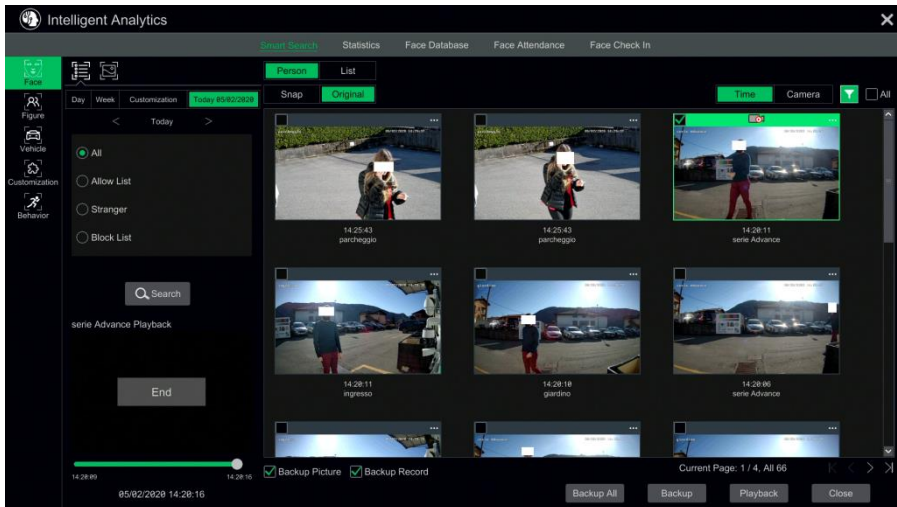 Intelligent Analytics
Smart Search Statistics Face Database Face Attendance Face Check In
Face
Figure
Vehicle
Customization
Behavior
Day Week Customization Today 05/02/2020
< Today >
All
Allow List
Stranger
Block List
Search
serie Advance Playback
End
14:20:09 14:20:16
05/02/2020 14:20:16
Person List
Snap Original
Time Camera All
14:25:43
parcheggio
14:25:43
parcheggio
14:20:11
serie Advance
14:20:11
ingresso
14:20:10
giardino
14:20:06
serie Advance
Backup Picture Backup Record
Current Page: 1 / 4, All 66
Backup All Backup Playback Close